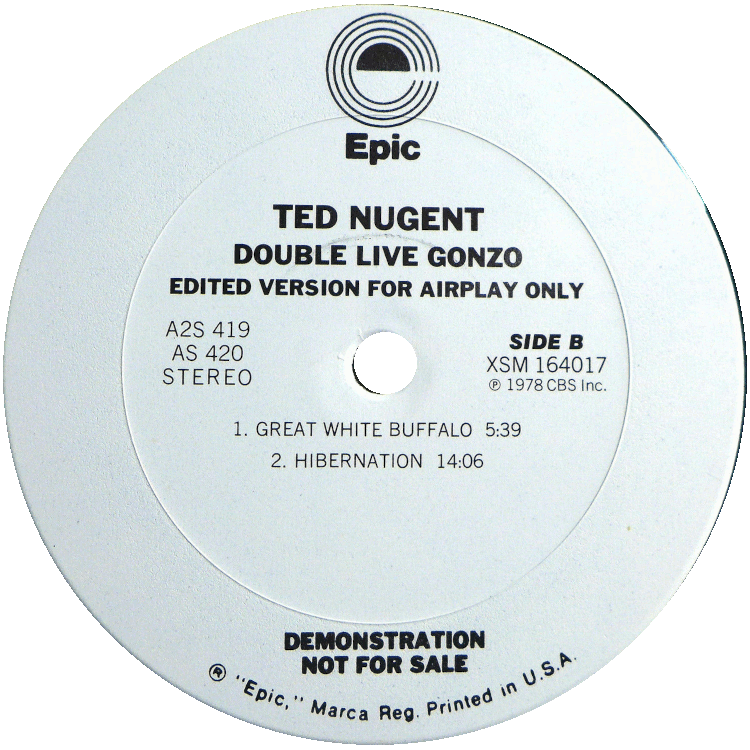 Epic
TED NUGENT
DOUBLE LIVE GONZO
EDITED VERSION FOR AIRPLAY ONLY
A2S 419
AS 420
STEREO
SIDE B
XSM 164017
℗ 1978 CBS Inc.
1. GREAT WHITE BUFFALO 5:39
2. HIBERNATION 14:06
DEMONSTRATION
NOT FOR SALE
® "Epic," Marca Reg. Printed in U.S.A.